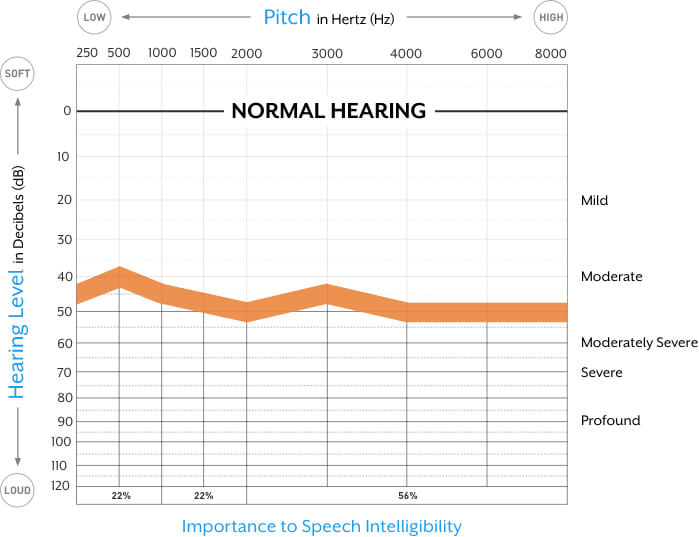 LOW Pitch in Hertz (Hz) HIGH
250 500 1000 1500 2000 3000 4000 6000 8000
SOFT
0 NORMAL HEARING
10
20 Mild
30
40 Moderate
50
60 Moderately Severe
70 Severe
80
90 Profound
100
110
120
Hearing Level in Decibels (dB)
LOUD
22% 22% 56%
Importance to Speech Intelligibility